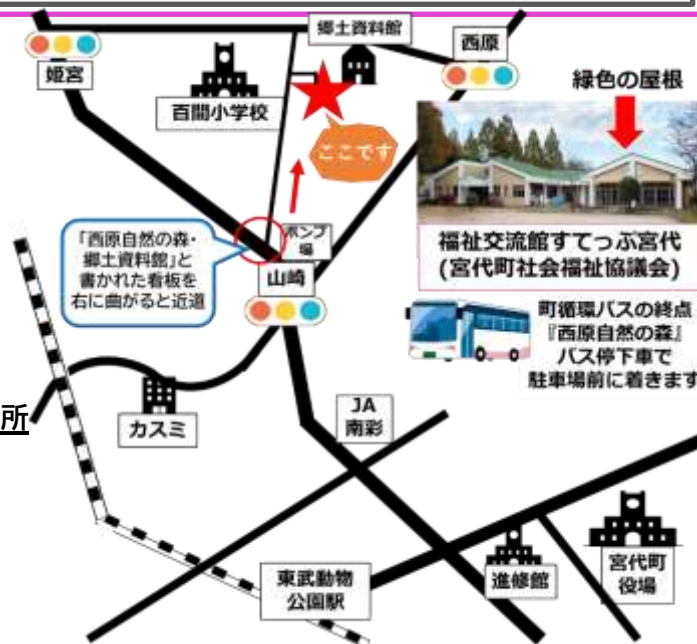 郷土資料館
西原
姫宮
百間小学校
緑色の屋根
ここです
「西原自然の森・
郷土資料館」と
書かれた看板を
右に曲がると近道
ポンプ
場
山崎
福祉交流館すてっぷ宮代
(宮代町社会福祉協議会)
町循環バスの終点
『西原自然の森』
バス停下車で
駐車場前に着きます
所
カスミ
JA
南彩
東武動物
公園駅
進修館
宮代町
役場